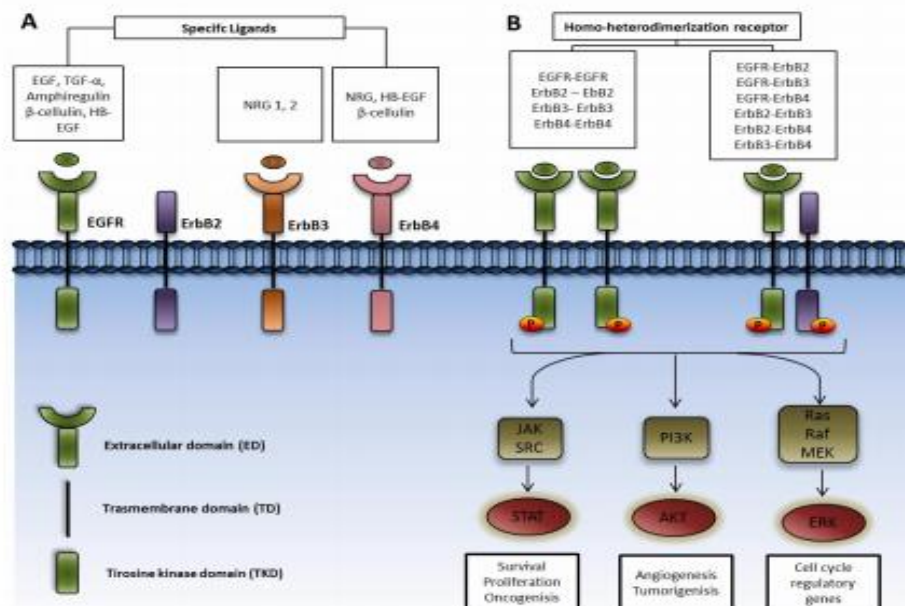 A
Specifc Ligands
EGF, TGF-α,
Amphiregulin
β-cellulin, HB-
EGF
NRG 1, 2
NRG, HB-EGF
β-cellulin
EGFR
ErbB2
ErbB3
ErbB4
Extracellular domain (ED)
Trasmembrane domain (TD)
Tirosine kinase domain (TKD)
B
Homo-heterodimerization receptor
EGFR-EGFR
ErbB2 – EbB2
ErbB3- ErbB3
ErbB4-ErbB4
EGFR-ErbB2
EGFR-ErbB3
EGFR-ErbB4
ErbB2-ErbB3
ErbB2-ErbB4
ErbB3-ErbB4
P
P
P
P
JAK
SRC
PI3K
Ras
Raf
MEK
STAT
AKT
ERK
Survival
Proliferation
Oncogenisis
Angiogenesis
Tumorigenisis
Cell cycle
regulatory
genes